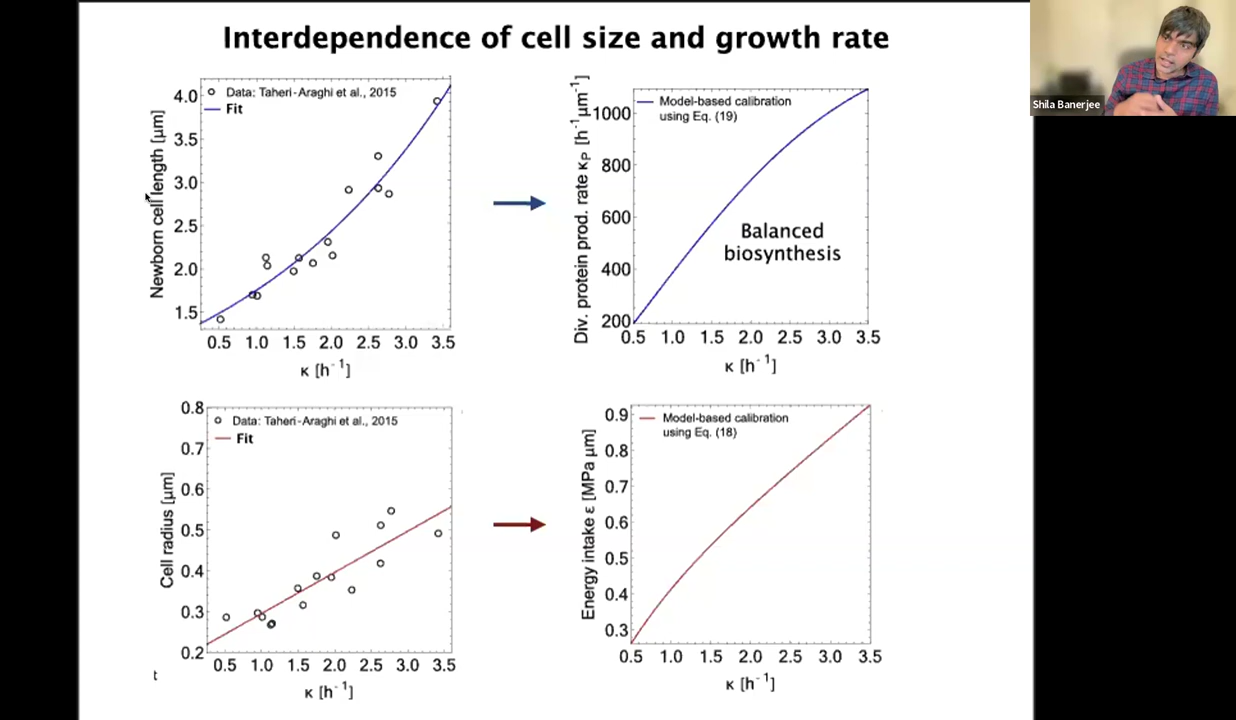 Interdependence of cell size and growth rate
Shila Banerjee
Data: Taheri-Araghi et al., 2015
Fit
Newborn cell length [μm]
4.0
3.5
3.0
2.5
2.0
1.5
0.5 1.0 1.5 2.0 2.5 3.0 3.5
κ [h⁻¹]
Model-based calibration
using Eq. (19)
Div. protein prod. rate κP [h⁻¹μm⁻¹]
1000
800
600
400
200
Balanced
biosynthesis
0.5 1.0 1.5 2.0 2.5 3.0 3.5
κ [h⁻¹]
Data: Taheri-Araghi et al., 2015
Fit
Cell radius [μm]
0.8
0.7
0.6
0.5
0.4
0.3
0.2
0.5 1.0 1.5 2.0 2.5 3.0 3.5
κ [h⁻¹]
t
Model-based calibration
using Eq. (18)
Energy intake ε [MPa μm]
0.9
0.8
0.7
0.6
0.5
0.4
0.3
0.5 1.0 1.5 2.0 2.5 3.0 3.5
κ [h⁻¹]